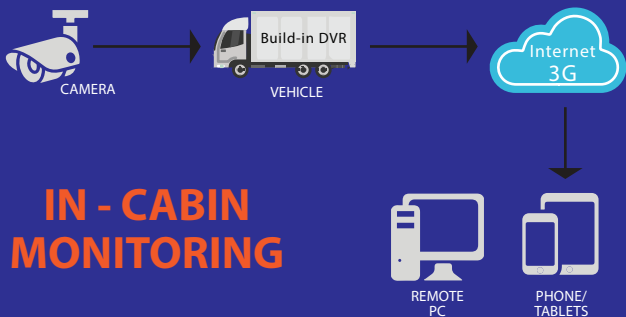 CAMERA
Build-in DVR
VEHICLE
Internet
3G
IN - CABIN
MONITORING
REMOTE
PC
PHONE/
TABLETS